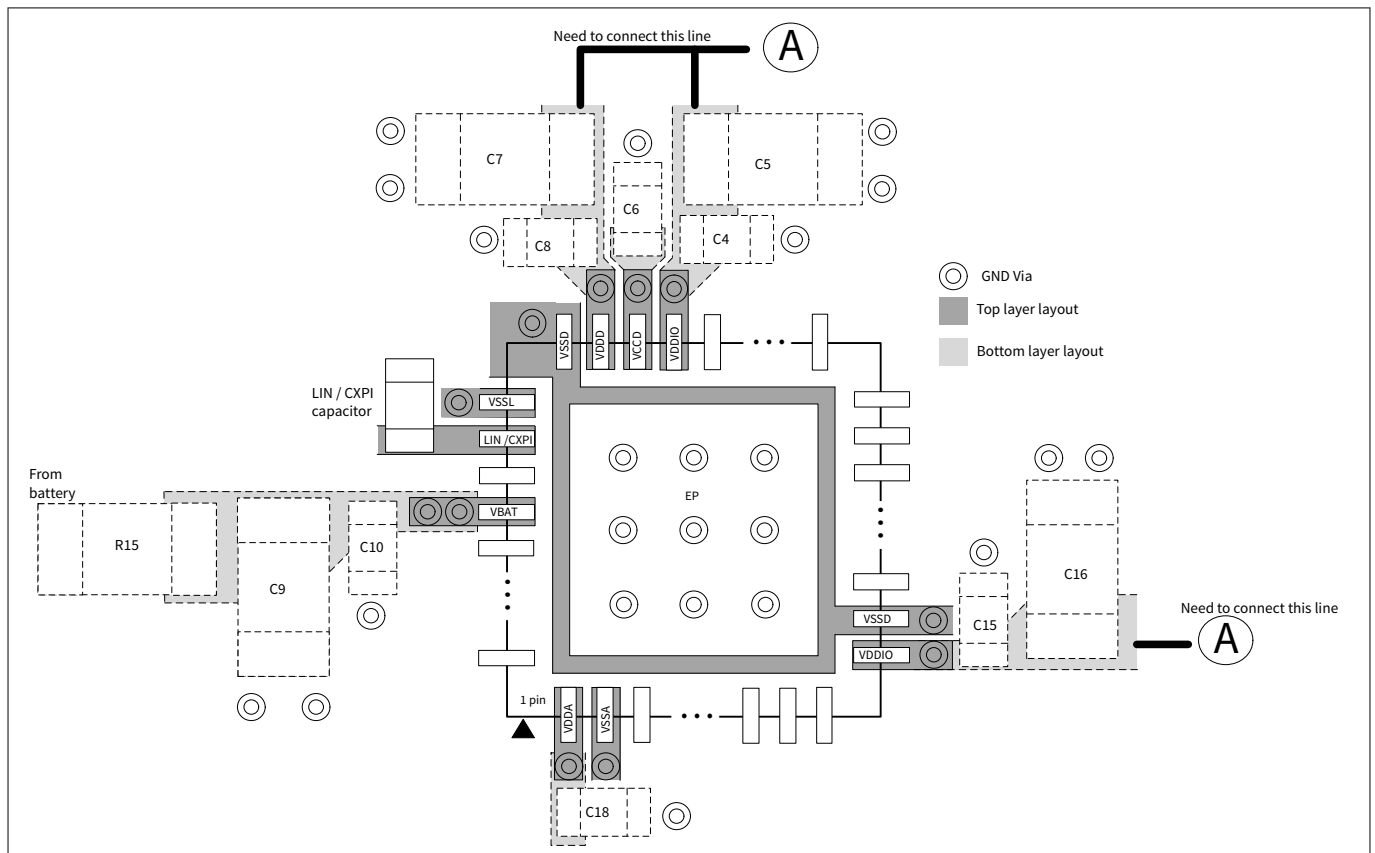 Need to connect this line
A
C7
C5
C6
C8
C4
GND Via
Top layer layout
Bottom layer layout
VSSD
VDDD
VCCD
VDDIO
LIN / CXPI
capacitor
VSSL
LIN /CXPI
From
battery
VBAT
EP
R15
C10
C9
C16
C15
VSSD
VDDIO
Need to connect this line
A
1 pin
VDDA
VSSA
C18